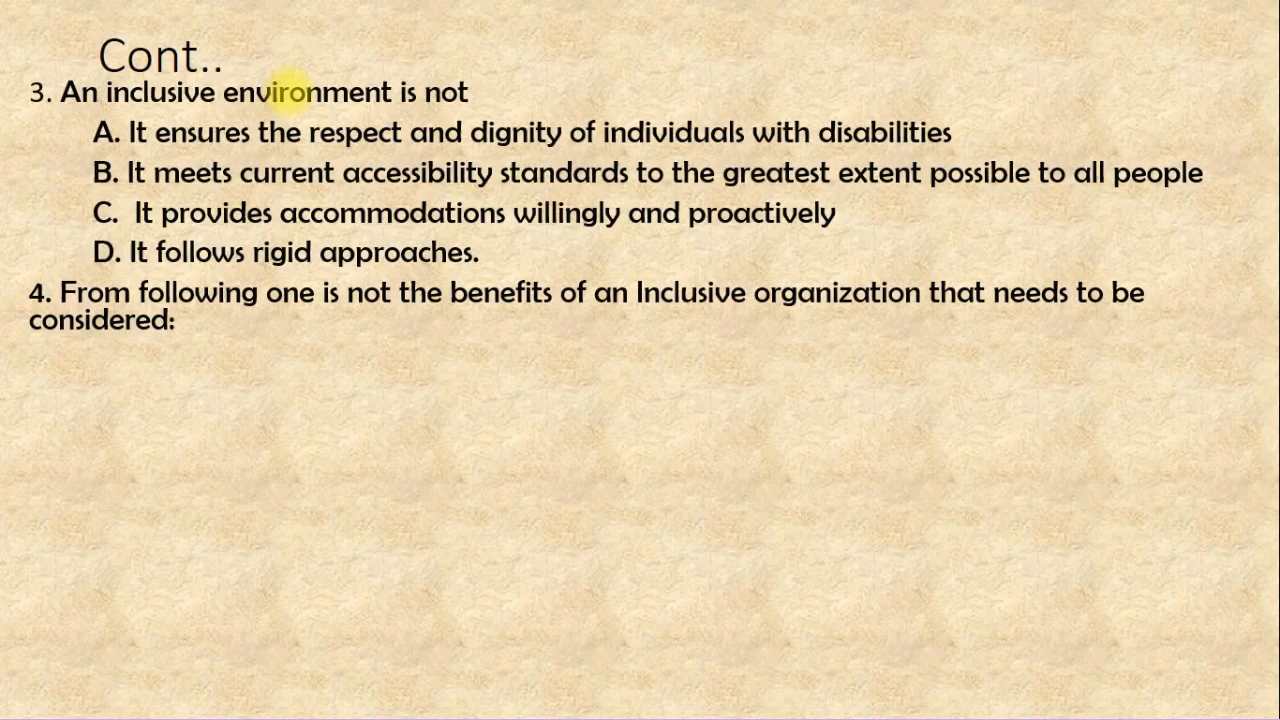 Cont..
3. An inclusive environment is not
A. It ensures the respect and dignity of individuals with disabilities
B. It meets current accessibility standards to the greatest extent possible to all people
C. It provides accommodations willingly and proactively
D. It follows rigid approaches.
4. From following one is not the benefits of an Inclusive organization that needs to be
considered: